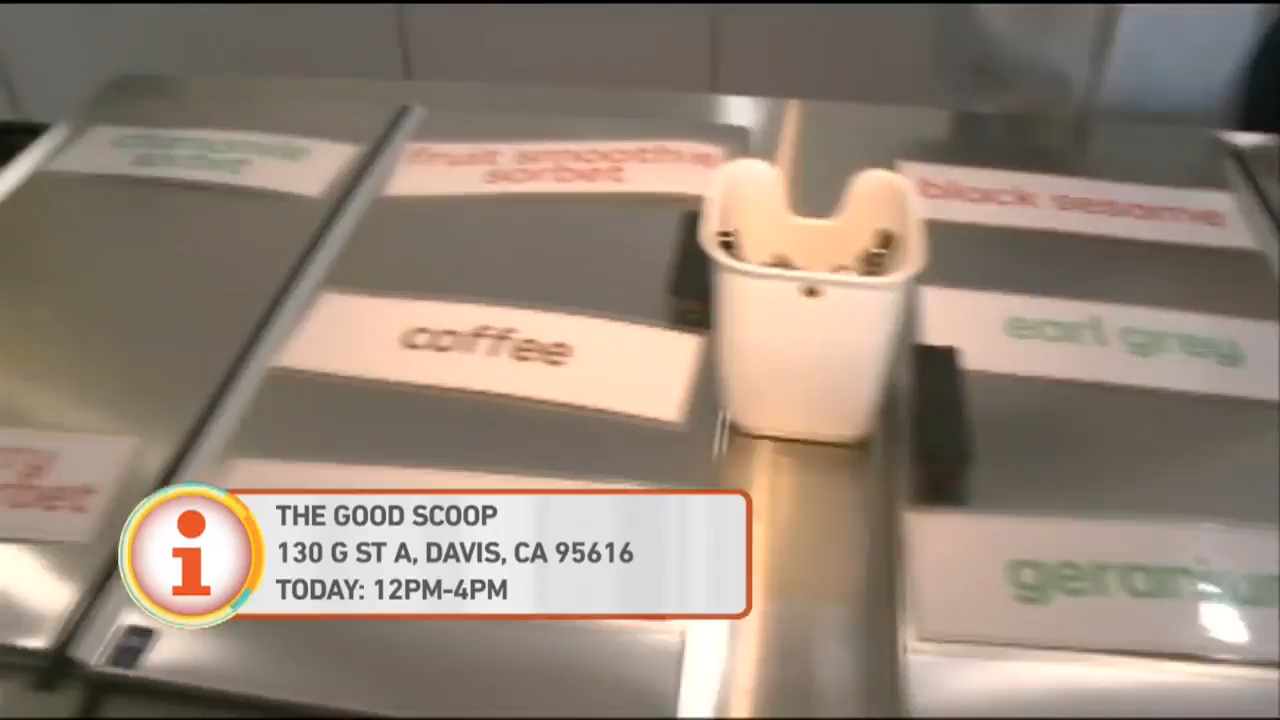 fruit smoothie
sorbet
black sesame
coffee
earl grey
THE GOOD SCOOP
130 G ST A, DAVIS, CA 95616
TODAY: 12PM-4PM